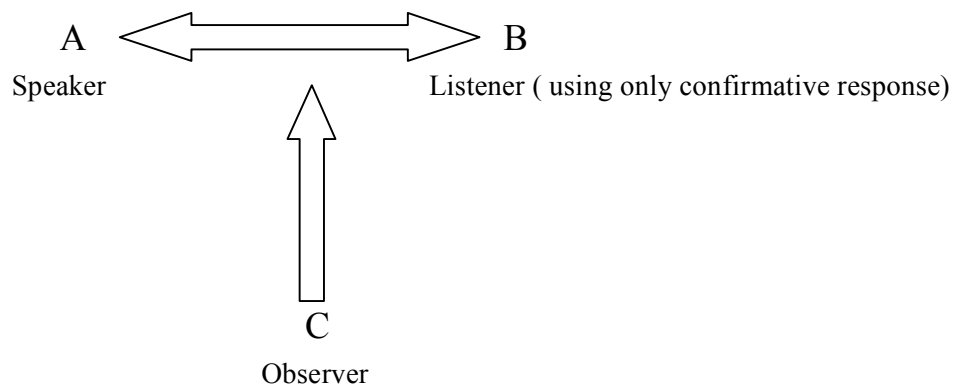 A B
Speaker Listener ( using only confirmative response)
C
Observer